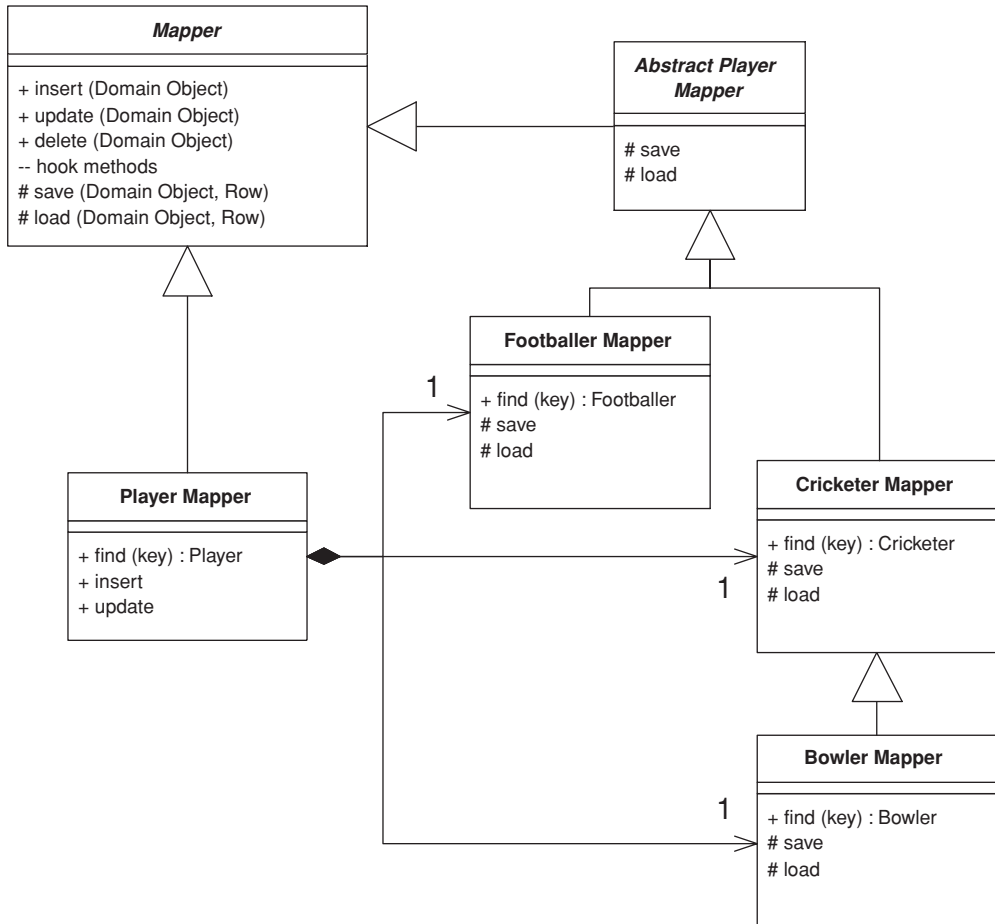 Mapper
+ insert (Domain Object)
+ update (Domain Object)
+ delete (Domain Object)
-- hook methods
# save (Domain Object, Row)
# load (Domain Object, Row)
Abstract Player
Mapper
# save
# load
Footballer Mapper
+ find (key) : Footballer
# save
# load
1
Player Mapper
+ find (key) : Player
+ insert
+ update
Cricketer Mapper
+ find (key) : Cricketer
# save
# load
1
Bowler Mapper
+ find (key) : Bowler
# save
# load
1